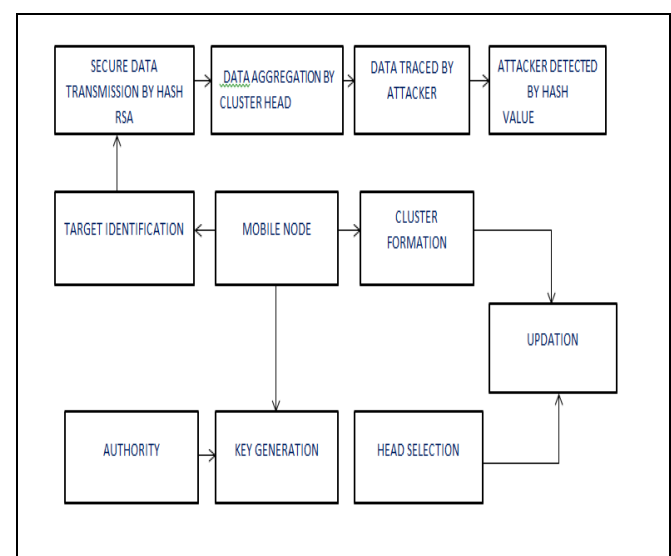 SECURE DATA
TRANSMISSION BY HASH
RSA
DATA AGGREGATION BY
CLUSTER HEAD
DATA TRACED BY
ATTACKER
ATTACKER DETECTED
BY HASH
VALUE
TARGET IDENTIFICATION
MOBILE NODE
CLUSTER
FORMATION
UPDATION
AUTHORITY
KEY GENERATION
HEAD SELECTION